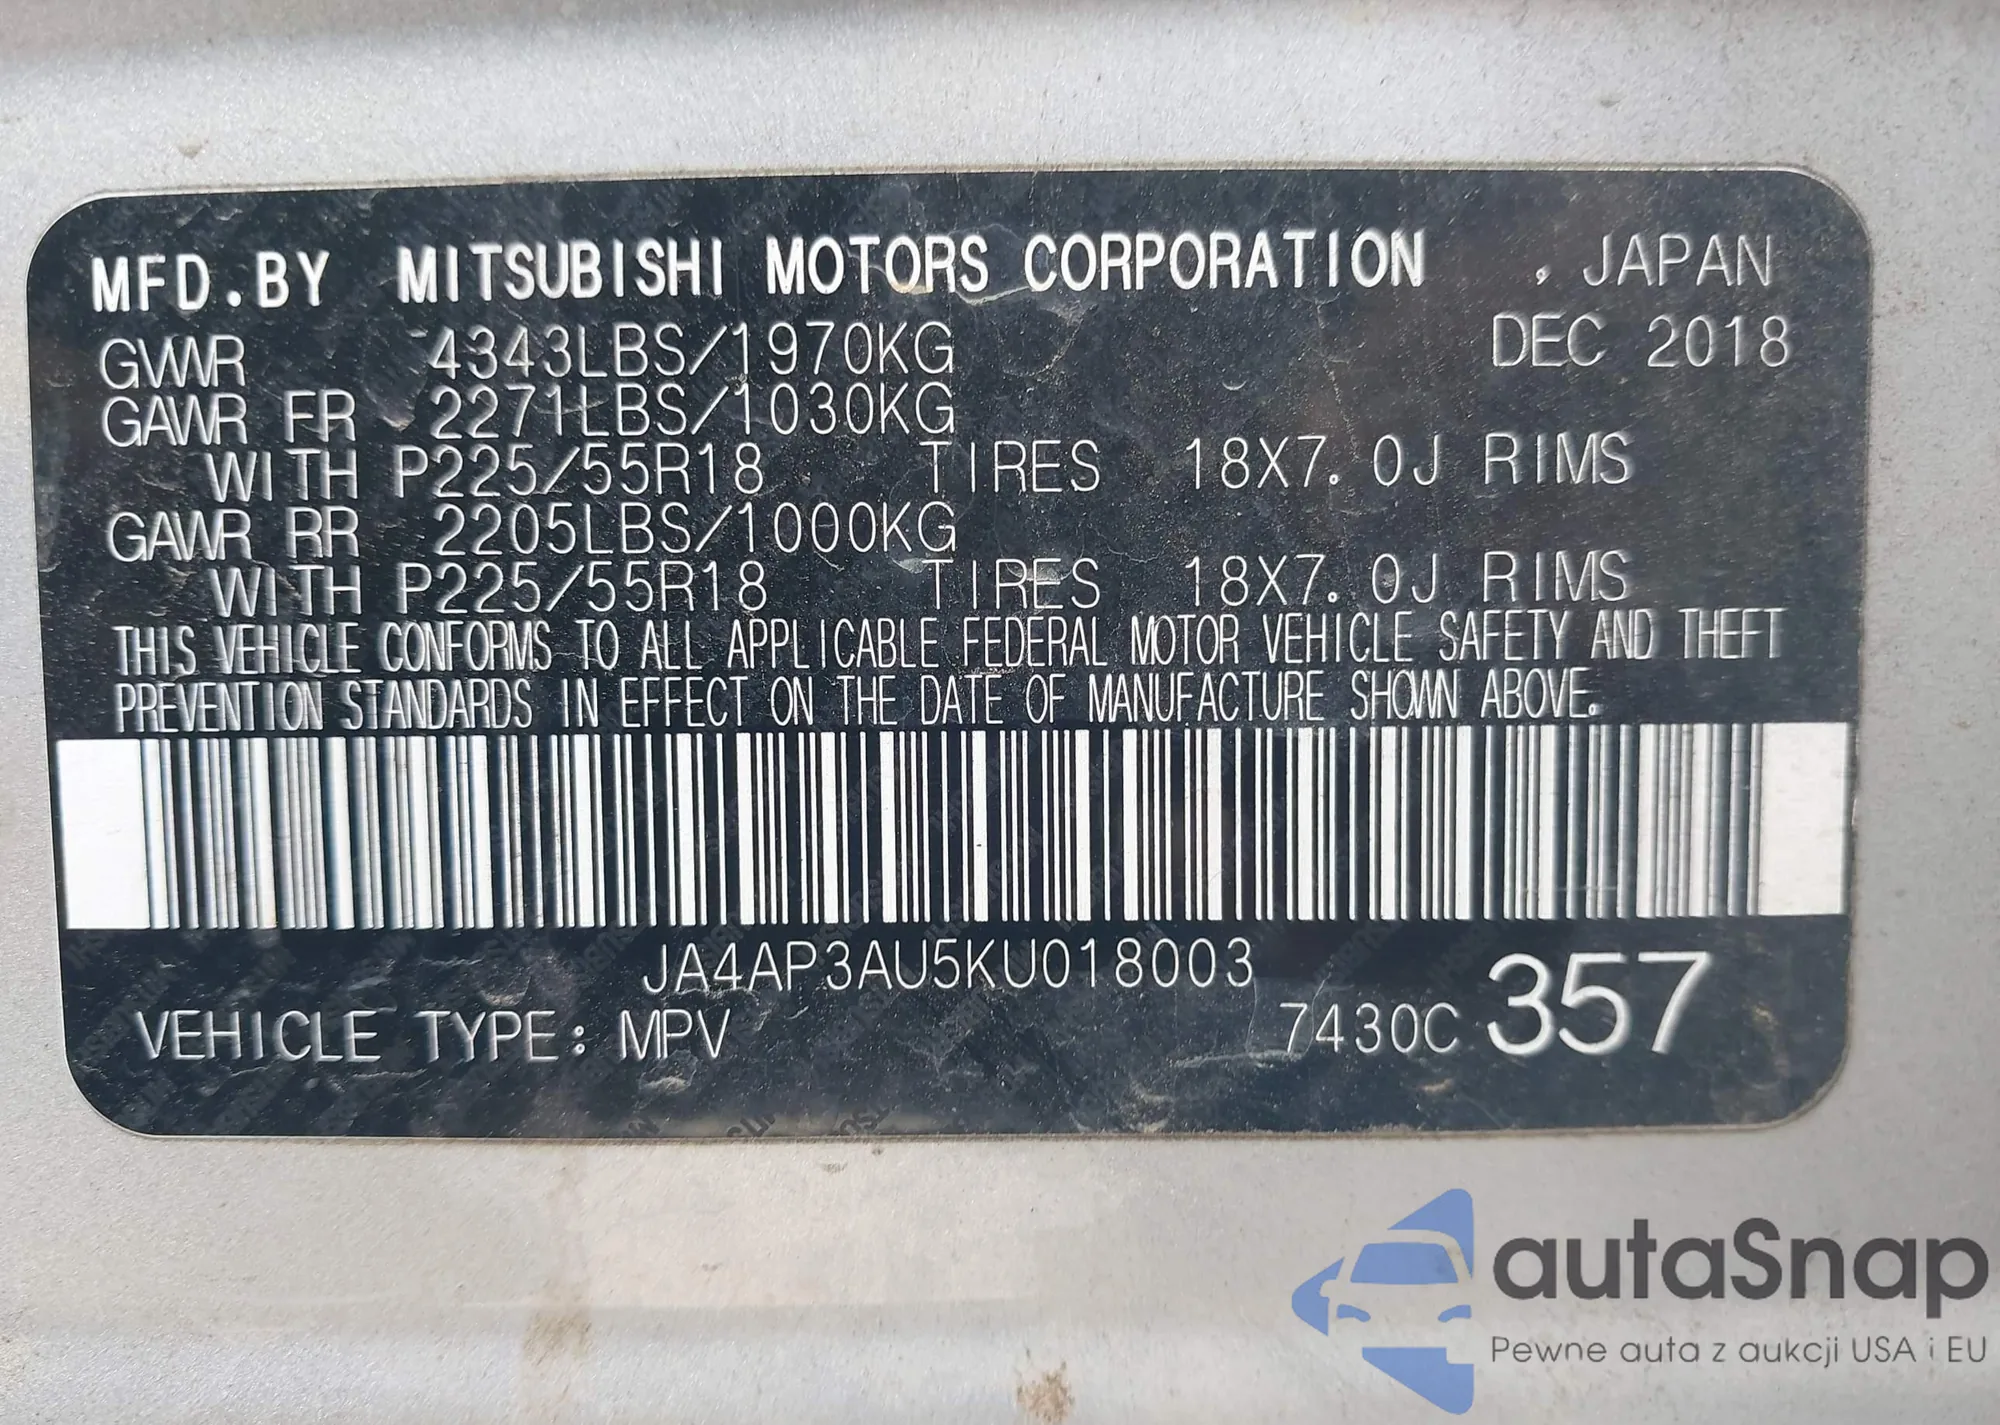 MFD.BY MITSUBISHI MOTORS CORPORATION , JAPAN
GVWR 4343LBS/1970KG DEC 2018
GAWR FR 2271LBS/1030KG
WITH P225/55R18 TIRES 18X7.0J RIMS
GAWR RR 2205LBS/1000KG
WITH P225/55R18 TIRES 18X7.0J RIMS
THIS VEHICLE CONFORMS TO ALL APPLICABLE FEDERAL MOTOR VEHICLE SAFETY AND THEFT
PREVENTION STANDARDS IN EFFECT ON THE DATE OF MANUFACTURE SHOWN ABOVE.
JA4AP3AU5KU018003
VEHICLE TYPE: MPV 7430C 357
autaSnap
Pewne auta z aukcji USA i EU